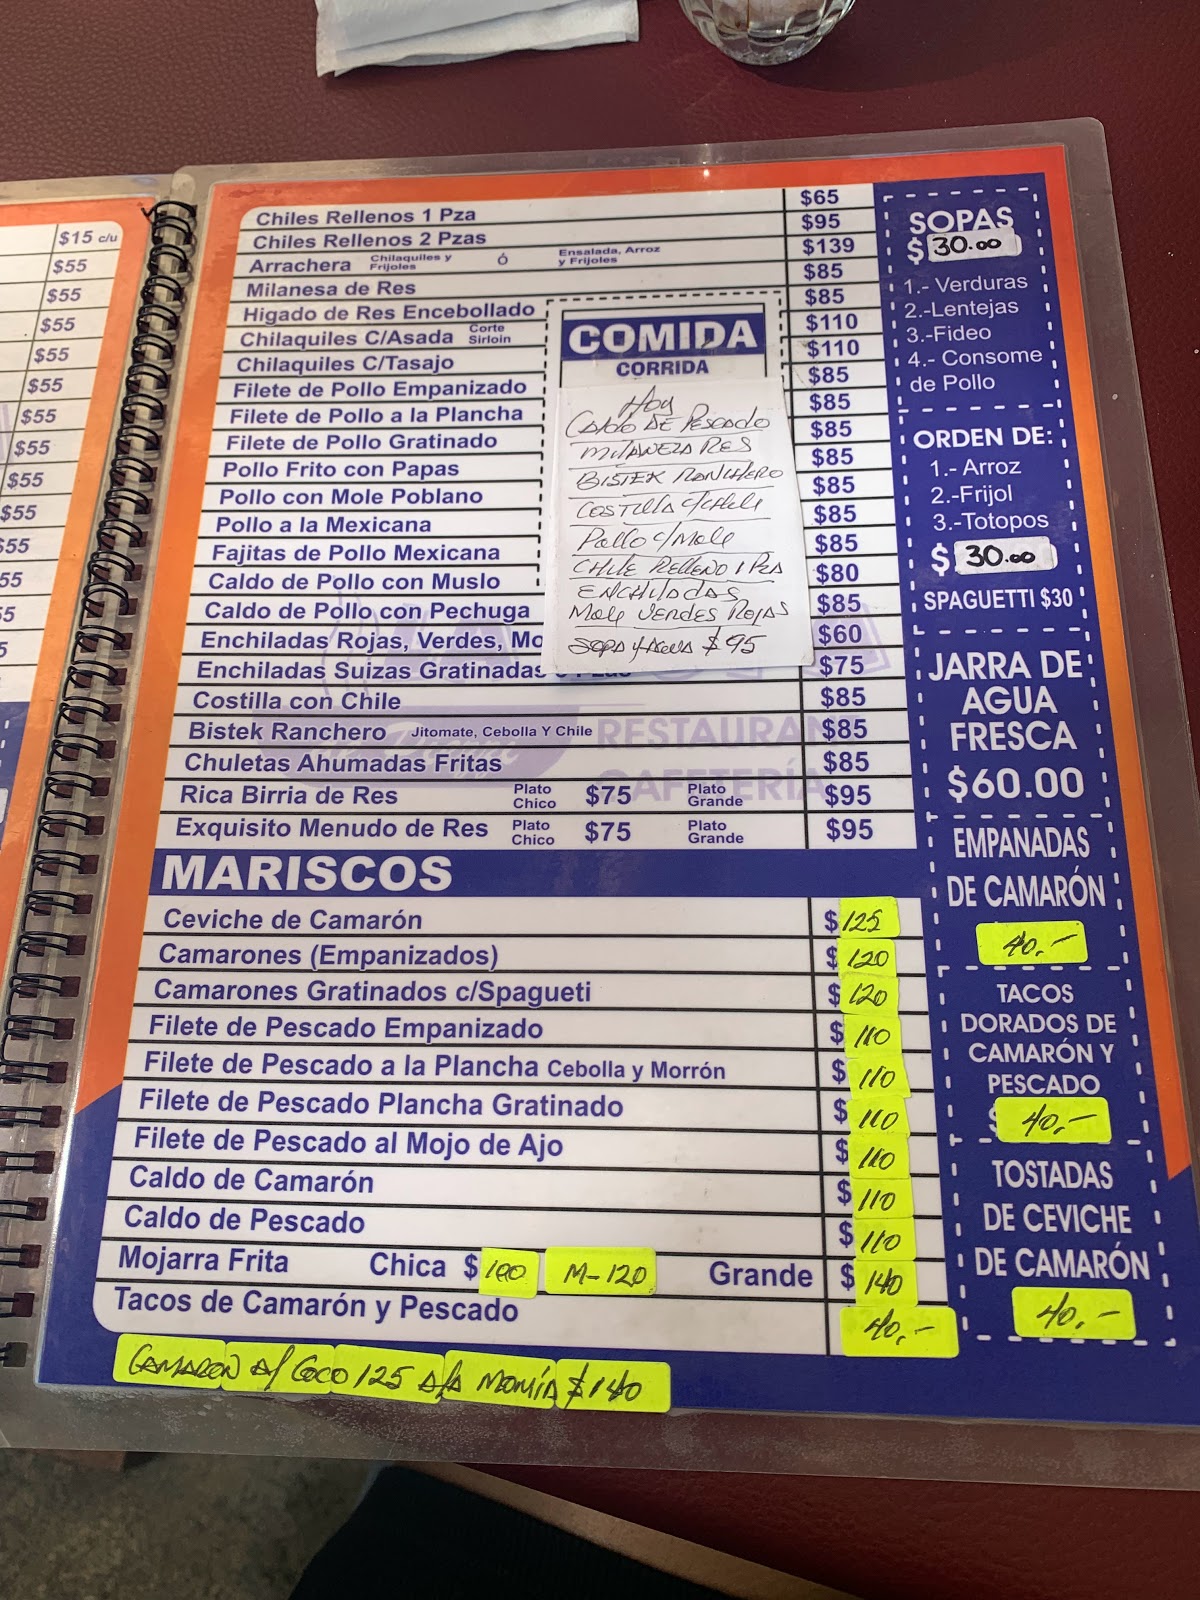 $15 c/u
$55
$55
$55
$55
$55
$55
$55
$55
$55
$55
55
5
5
Chiles Rellenos 1 Pza $65
Chiles Rellenos 2 Pzas $95
Arrachera Chilaquiles y Frijoles Ó Ensalada, Arroz y Frijoles $139
Milanesa de Res $85
Higado de Res Encebollado $85
Chilaquiles C/Asada Corte Sirloin $110
Chilaquiles C/Tasajo $110
Filete de Pollo Empanizado $85
Filete de Pollo a la Plancha $85
Filete de Pollo Gratinado $85
Pollo Frito con Papas $85
Pollo con Mole Poblano $85
Pollo a la Mexicana $85
Fajitas de Pollo Mexicana $85
Caldo de Pollo con Muslo $80
Caldo de Pollo con Pechuga $85
Enchiladas Rojas, Verdes, Mo $60
Enchiladas Suizas Gratinadas $75
Costilla con Chile $85
Bistek Ranchero Jitomate, Cebolla Y Chile $85
Chuletas Ahumadas Fritas $85
Rica Birria de Res Plato Chico $75 Plato Grande $95
Exquisito Menudo de Res Plato Chico $75 Plato Grande $95
RESTAURAN
CAFETERÍA
COMIDA
CORRIDA
Hoy
CALDO DE PESCADO
MILANEZA RES
BISTEK RANCHERO
COSTILLA C/CHILE
Pollo c/Mole
CHILE RELLENO 1 PZA
ENCHILADAS
Mole VERDES ROJAS
SOPA Y AGUA $95
MARISCOS
Ceviche de Camarón $125
Camarones (Empanizados) $120
Camarones Gratinados c/Spagueti $120
Filete de Pescado Empanizado $110
Filete de Pescado a la Plancha Cebolla y Morrón $110
Filete de Pescado Plancha Gratinado $110
Filete de Pescado al Mojo de Ajo $110
Caldo de Camarón $110
Caldo de Pescado $110
Mojarra Frita Chica $100 M-120 Grande $140
Tacos de Camarón y Pescado 40.-
CAMARON A/ COCO 125 A/A MOMIA $140
SOPAS
$30.00
1.- Verduras
2.-Lentejas
3.-Fideo
4.- Consome
de Pollo
ORDEN DE:
1.- Arroz
2.-Frijol
3.-Totopos
$30.00
SPAGUETTI $30
JARRA DE
AGUA
FRESCA
$60.00
EMPANADAS
DE CAMARÓN
40.-
TACOS
DORADOS DE
CAMARÓN Y
PESCADO
$40.-
TOSTADAS
DE CEVICHE
DE CAMARÓN
40.-